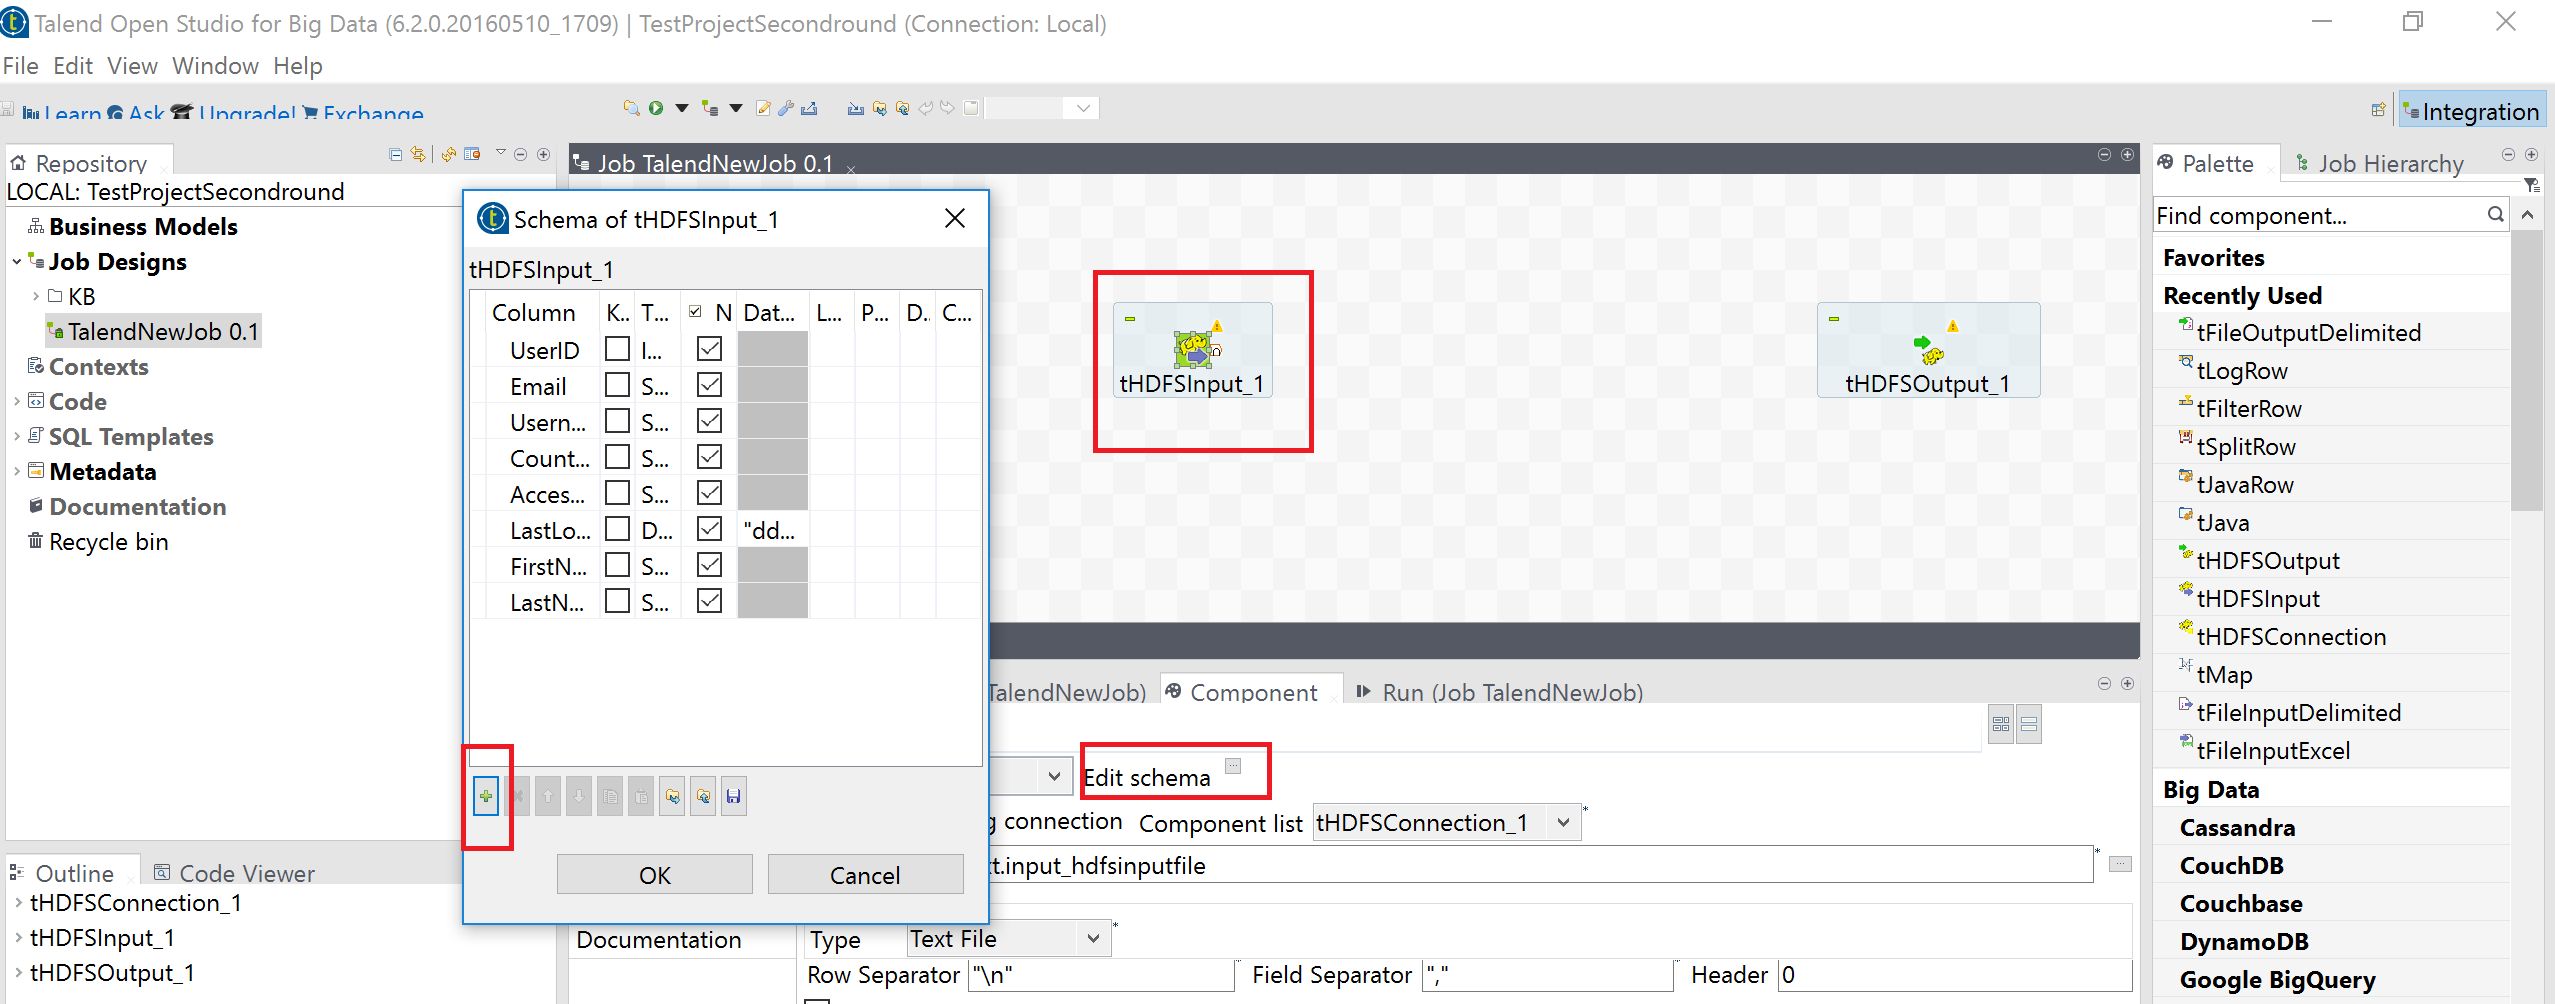 Talend Open Studio for Big Data (6.2.0.20160510_1709) | TestProjectSecondround (Connection: Local)
File Edit View Window Help
Learn Ask Upgrade! Exchange
Integration
Repository
LOCAL: TestProjectSecondround
Business Models
Job Designs
KB
TalendNewJob 0.1
Contexts
Code
SQL Templates
Metadata
Documentation
Recycle bin
Outline Code Viewer
tHDFSConnection_1
tHDFSInput_1
tHDFSOutput_1
Job TalendNewJob 0.1
Schema of tHDFSInput_1
tHDFSInput_1
Column K.. T... N Dat... L... P... D.. C...
UserID I...
Email S...
Usern... S...
Count... S...
Acces... S...
LastLo... D... "dd...
FirstN... S...
LastN... S...
OK Cancel
tHDFSInput_1
tHDFSOutput_1
TalendNewJob) Component Run (Job TalendNewJob)
Edit schema
g connection Component list tHDFSConnection_1 *
t.input_hdfsinputfile *
Documentation
Type Text File *
Row Separator "\n" * Field Separator "," * Header 0
Palette Job Hierarchy
Find component...
Favorites
Recently Used
tFileOutputDelimited
tLogRow
tFilterRow
tSplitRow
tJavaRow
tJava
tHDFSOutput
tHDFSInput
tHDFSConnection
tMap
tFileInputDelimited
tFileInputExcel
Big Data
Cassandra
CouchDB
Couchbase
DynamoDB
Google BigQuery